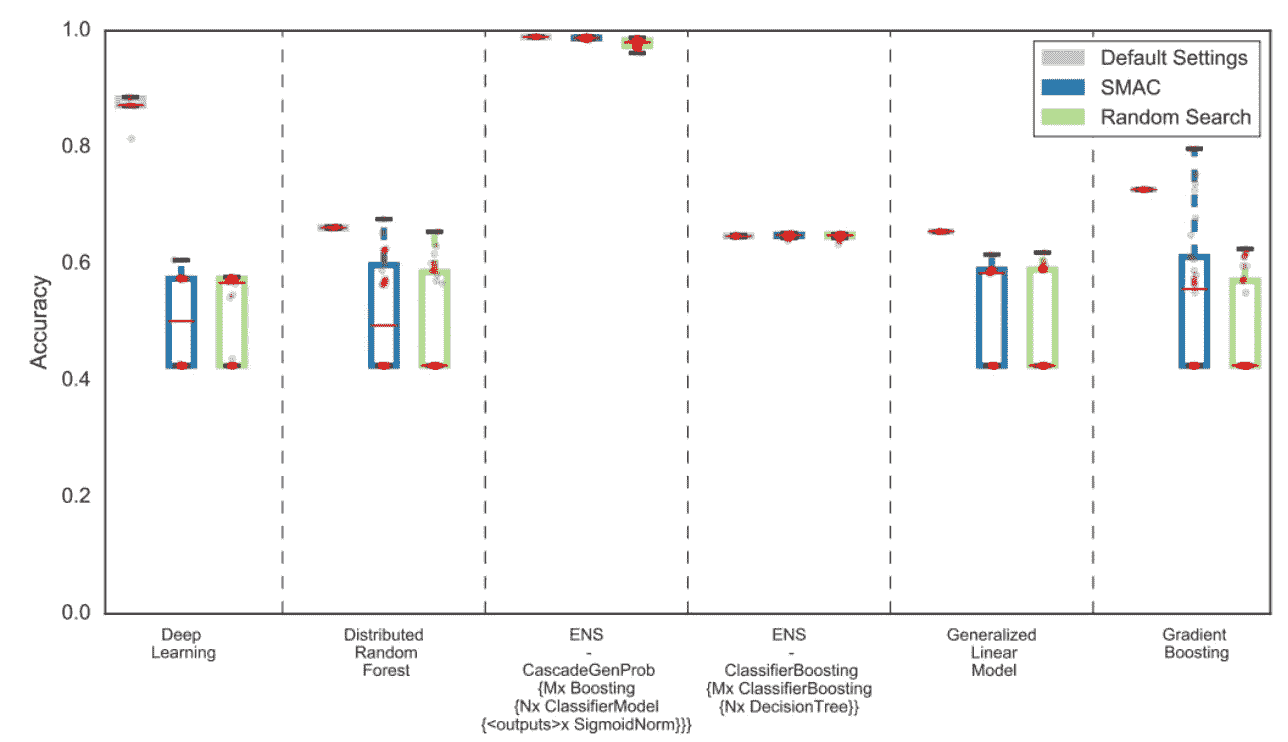 1.0
0.8
0.6
0.4
0.2
0.0
Accuracy
Default Settings
SMAC
Random Search
Deep
Learning
Distributed
Random
Forest
ENS
-
CascadeGenProb
{Mx Boosting
{Nx ClassifierModel
{<outputs>x SigmoidNorm}}}
ENS
-
ClassifierBoosting
{Mx ClassifierBoosting
{Nx DecisionTree}}
Generalized
Linear
Model
Gradient
Boosting